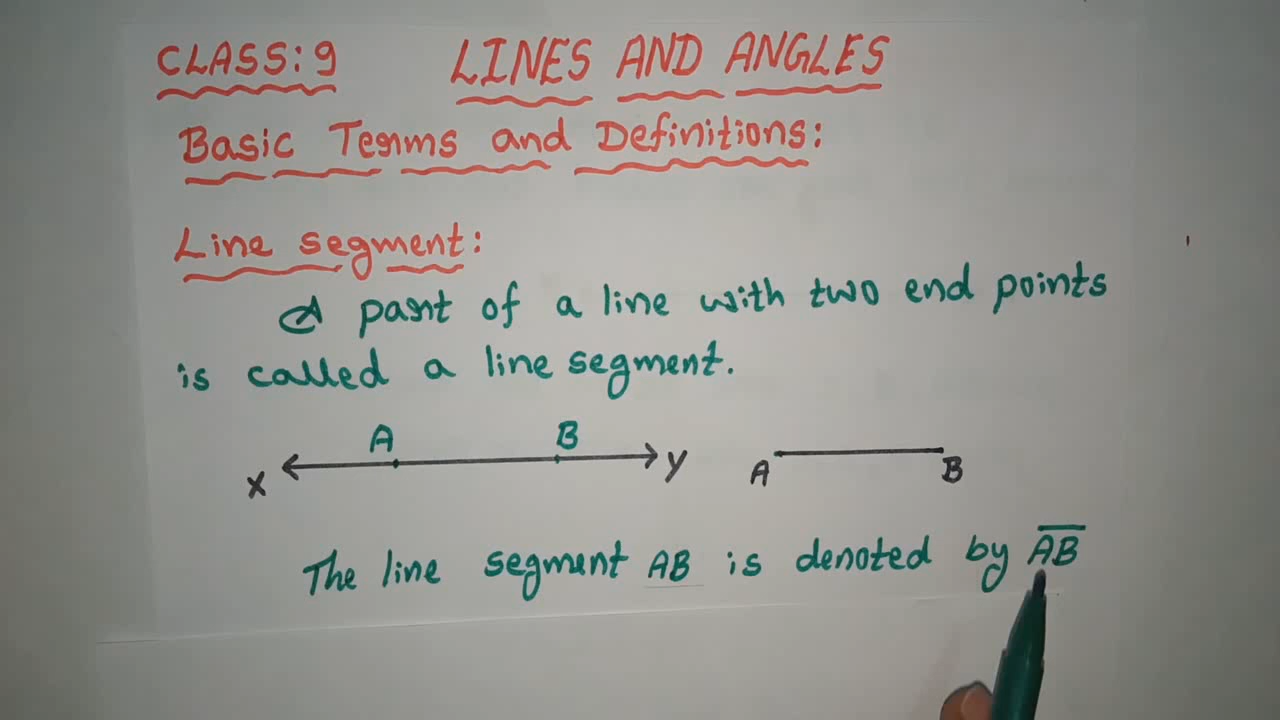 CLASS: 9 LINES AND ANGLES
Basic Terms and Definitions:
Line segment:
A part of a line with two end points
is called a line segment.
A B
X Y A B
The line segment AB is denoted by A̅B̅